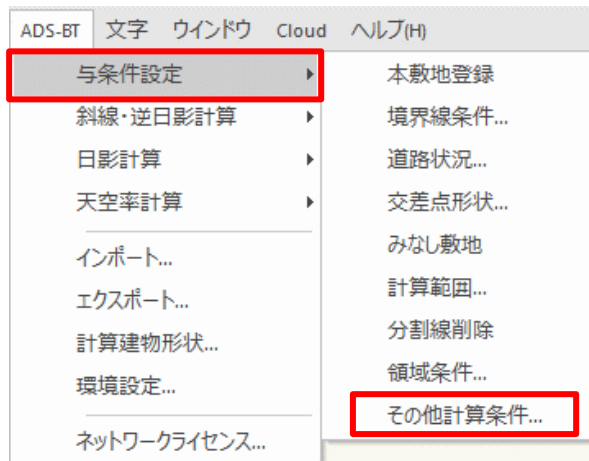 ADS-BT 文字 ウインドウ Cloud ヘルプ(H)
与条件設定
斜線・逆日影計算
日影計算
天空率計算
インポート...
エクスポート...
計算建物形状...
環境設定...
ネットワークライセンス...
本敷地登録
境界線条件...
道路状況...
交差点形状...
みなし敷地
計算範囲...
分割線削除
領域条件...
その他計算条件...